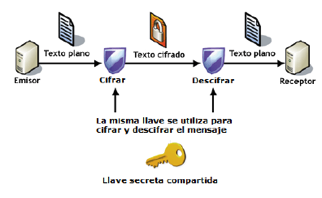 Texto plano
Texto cifrado
Texto plano
Emisor
Cifrar
Descifrar
Receptor
La misma llave se utiliza para
cifrar y descifrar el mensaje
Llave secreta compartida